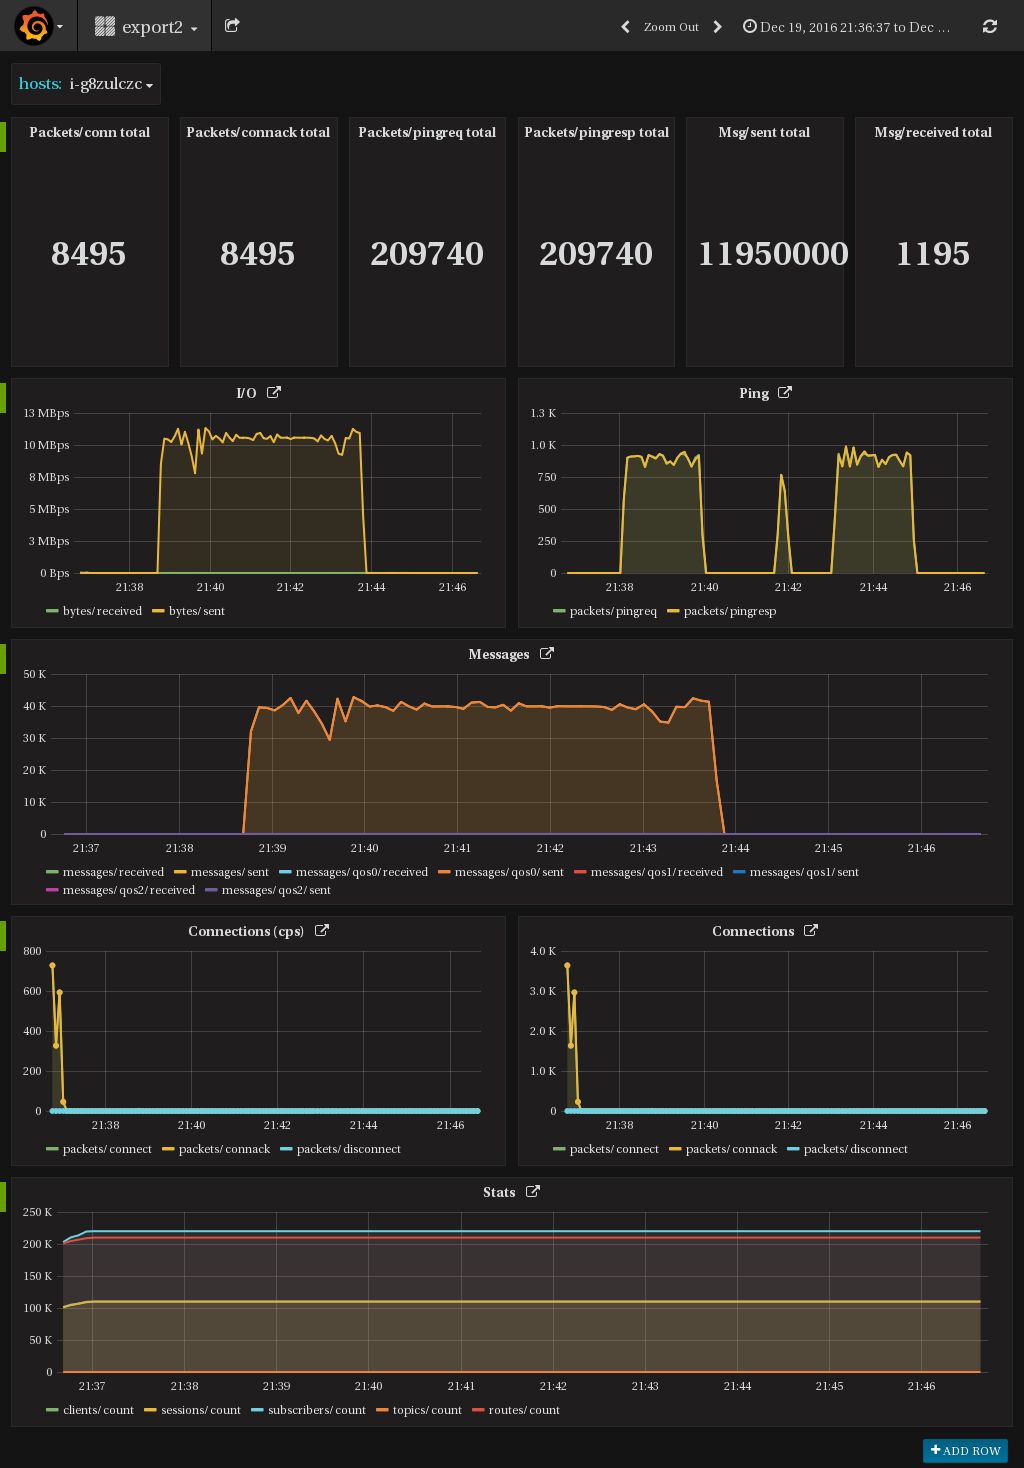 export2
Zoom Out
Dec 19, 2016 21:36:37 to Dec ...
hosts: i-g8zulczc
Packets/conn total
8495
Packets/connack total
8495
Packets/pingreq total
209740
Packets/pingresp total
209740
Msg/sent total
11950000
Msg/received total
1195
I/O
13 MBps
10 MBps
8 MBps
5 MBps
3 MBps
0 Bps
21:38 21:40 21:42 21:44 21:46
bytes/received bytes/sent
Ping
1.3 K
1.0 K
750
500
250
0
21:38 21:40 21:42 21:44 21:46
packets/pingreq packets/pingresp
Messages
50 K
40 K
30 K
20 K
10 K
0
21:37 21:38 21:39 21:40 21:41 21:42 21:43 21:44 21:45 21:46
messages/received messages/sent messages/qos0/received messages/qos0/sent messages/qos1/received messages/qos1/sent
messages/qos2/received messages/qos2/sent
Connections (cps)
800
600
400
200
0
21:38 21:40 21:42 21:44 21:46
packets/connect packets/connack packets/disconnect
Connections
4.0 K
3.0 K
2.0 K
1.0 K
0
21:38 21:40 21:42 21:44 21:46
packets/connect packets/connack packets/disconnect
Stats
250 K
200 K
150 K
100 K
50 K
0
21:37 21:38 21:39 21:40 21:41 21:42 21:43 21:44 21:45 21:46
clients/count sessions/count subscribers/count topics/count routes/count
ADD ROW